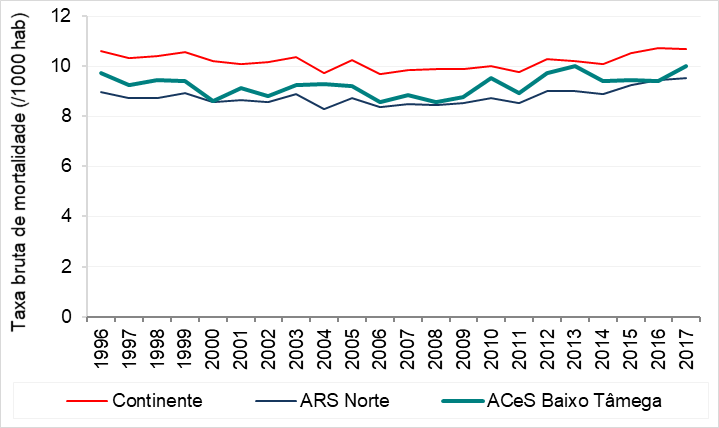 Taxa bruta de mortalidade (/1000 hab)
12
10
8
6
4
2
0
1996 1997 1998 1999 2000 2001 2002 2003 2004 2005 2006 2007 2008 2009 2010 2011 2012 2013 2014 2015 2016 2017
Continente ARS Norte ACeS Baixo Tâmega